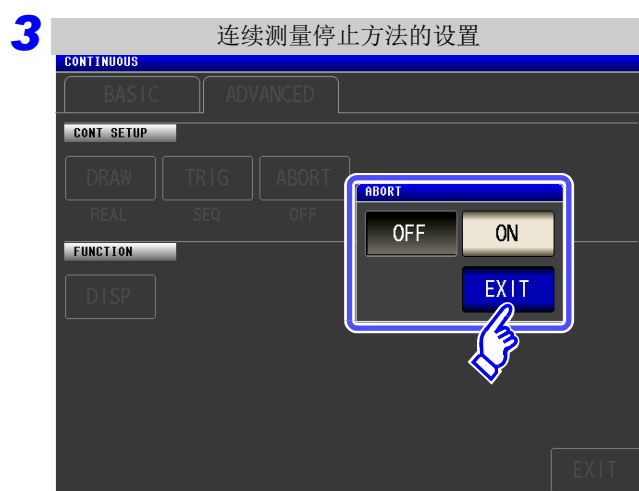 3 连续测量停止方法的设置
CONTINUOUS
BASIC ADVANCED
CONT SETUP
DRAW TRIG ABORT
REAL SEQ OFF
ABORT
OFF ON
EXIT
FUNCTION
DISP
EXIT